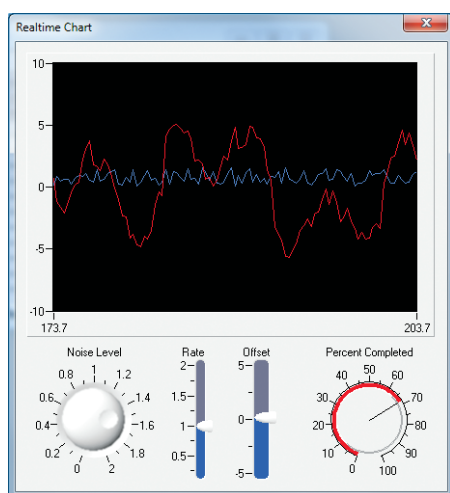 Realtime Chart
X
10
5
0
-5
-10
173.7 203.7
Noise Level
0 0.2 0.4 0.6 0.8 1 1.2 1.4 1.6 1.8 2
Rate
2
1.5
1
0.5
Offset
5
0
-5
Percent Completed
0 10 20 30 40 50 60 70 80 90 100